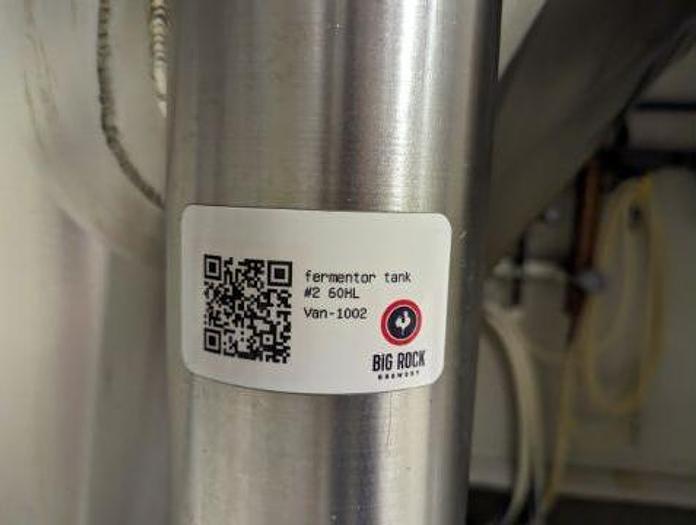 fermentor tank
#2 60HL
Van-1002
BiG ROCK
BREWERY